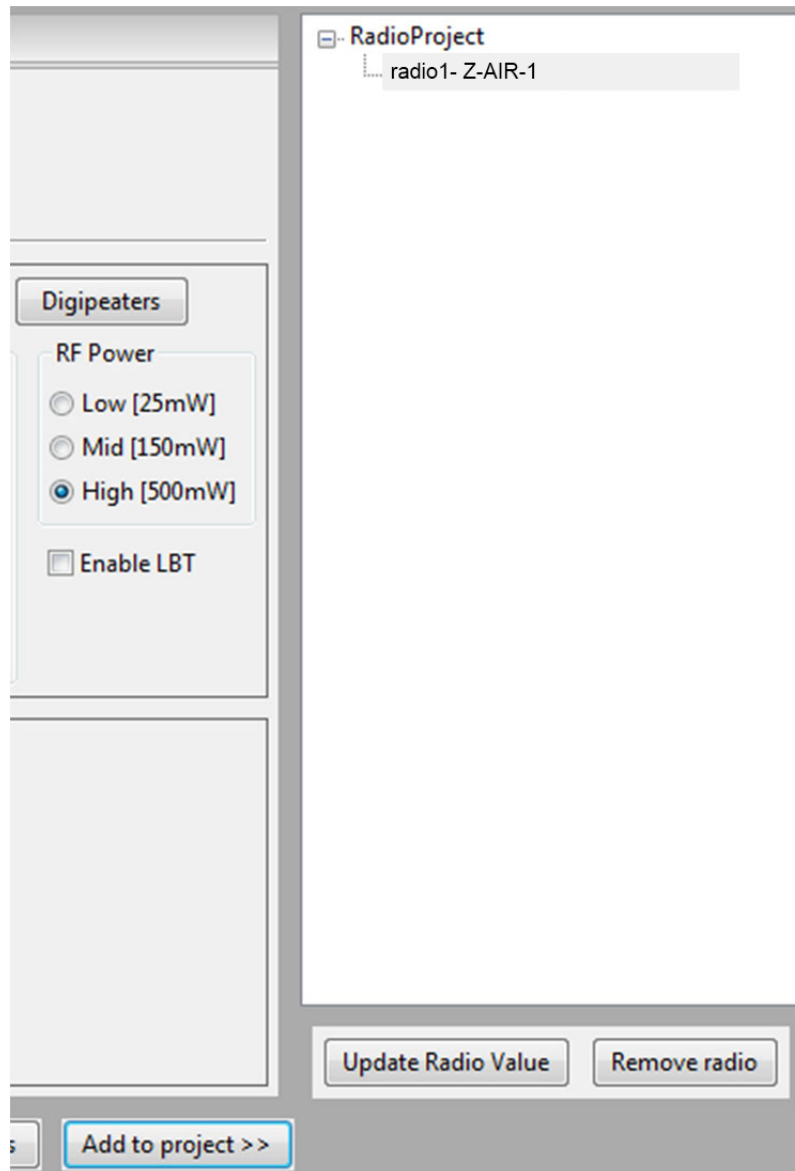 RadioProject
radio1- Z-AIR-1
Digipeaters
RF Power
Low [25mW]
Mid [150mW]
High [500mW]
Enable LBT
Update Radio Value
Remove radio
s
Add to project >>